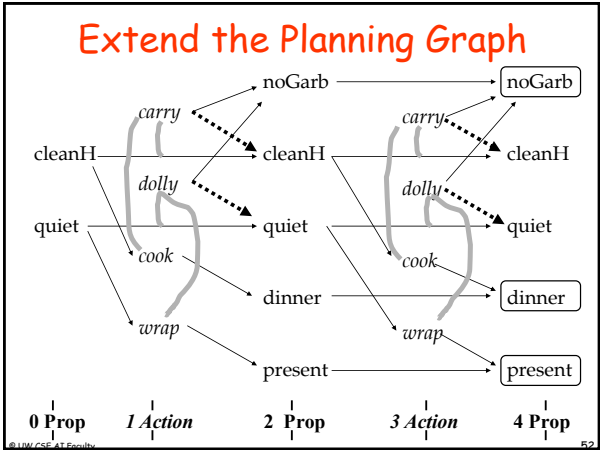 Extend the Planning Graph
noGarb noGarb
carry carry
cleanH cleanH cleanH
dolly dolly
quiet quiet quiet
cook cook
dinner dinner
wrap wrap
present present
0 Prop 1 Action 2 Prop 3 Action 4 Prop
© UW CSE AI Faculty 52